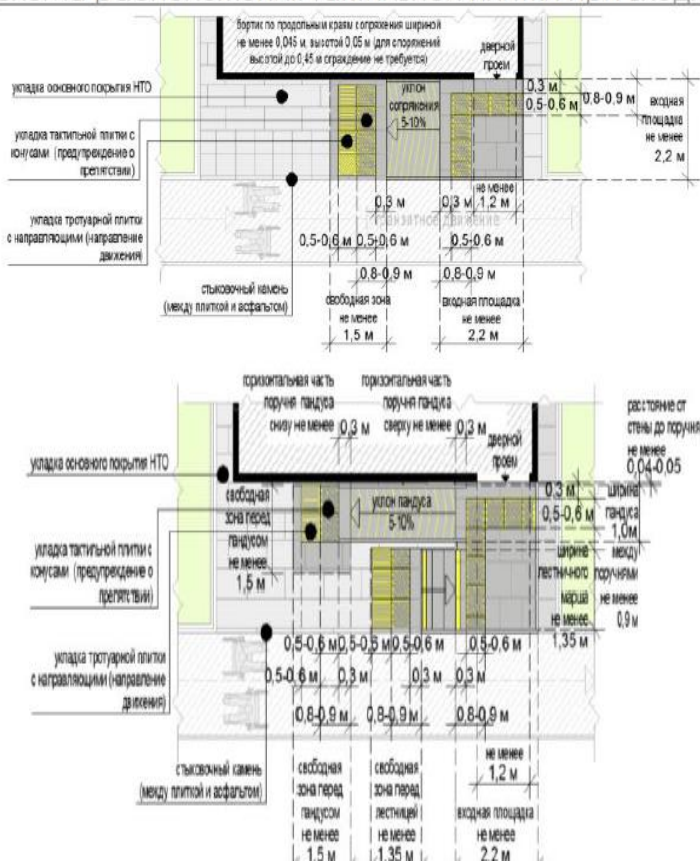 бортик по продольным краям сопряжения шириной
не менее 0,045 м, высотой 0,05 м (для сопряжений
высотой до 0,45 м ограждение не требуется)
дверной
проем
укладка основного покрытия НТО
уклон
сопряжения
5-10%
0,3 м
0,5-0,6 м
0,8-0,9 м
входная
площадка
не менее
2,2 м
укладка тактильной плитки с
конусами (предупреждение о
препятствии)
укладка тротуарной плитки
с направляющими (направление
движения)
не менее
0,3 м
0,3 м
1,2 м
транзитное движение
0,5-0,6 м
0,5-0,6 м
0,5-0,6 м
0,8-0,9 м
0,8-0,9 м
стыковочный камень
(между плиткой и асфальтом)
свободная зона
не менее
1,5 м
входная площадка
не менее
2,2 м
горизонтальная часть
поручня пандуса
снизу не менее
0,3 м
горизонтальная часть
поручня пандуса
сверху не менее
0,3 м
дверной
проем
расстояние от
стены до поручня
не менее
0,04-0,05
укладка основного покрытия НТО
свободная
зона перед
пандусом
не менее
1,5 м
уклон пандуса
5-10%
0,3 м
0,5-0,6 м
ширина
пандуса
1,0м
между
поручнями
не менее
0,9 м
ширина
лестничного
марша
не менее
1,35 м
укладка тактильной плитки с
конусами (предупреждение о
препятствии)
укладка тротуарной плитки
с направляющими (направление
движения)
0,5-0,6 м
0,5-0,6 м
0,5-0,6 м
0,5-0,6 м
0,5-0,6 м
0,3 м
0,3 м
0,3 м
0,8-0,9 м
0,8-0,9 м
0,8-0,9 м
стыковочный камень
(между плиткой и асфальтом)
не менее
1,2 м
свободная
зона перед
пандусом
не менее
1,5 м
свободная
зона перед
лестницей
не менее
1,35 м
входная площадка
не менее
2,2 м